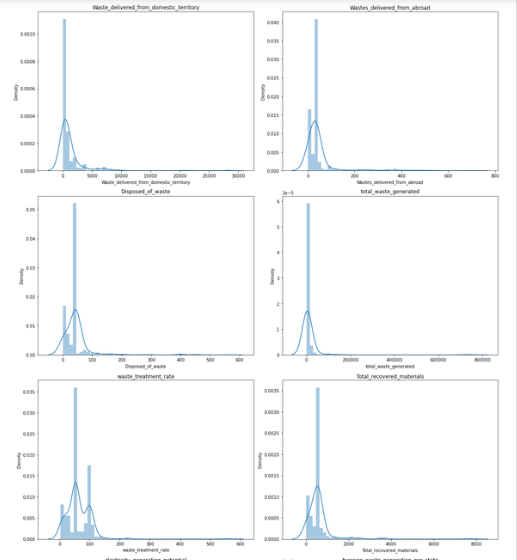 Waste_delivered_from_domestic_territory
Wastes_delivered_from_abroad
0.0010
0.0008
0.0006
0.0004
0.0002
0.0000
Density
0 5000 10000 15000 20000 25000 30000
Waste_delivered_from_domestic_territory
0.040
0.035
0.030
0.025
0.020
0.015
0.010
0.005
0.000
Density
0 200 400 600 800
Wastes_delivered_from_abroad
Disposed_of_waste
total_waste_generated
0.05
0.04
0.03
0.02
0.01
0.00
Density
0 100 200 300 400 500 600
Disposed_of_waste
1e−5
6
5
4
3
2
1
0
Density
0 200000 400000 600000 800000
total_waste_generated
waste_treatment_rate
Total_recovered_materials
0.035
0.030
0.025
0.020
0.015
0.010
0.005
0.000
Density
0 100 200 300 400 500 600
waste_treatment_rate
0.0035
0.0030
0.0025
0.0020
0.0015
0.0010
0.0005
0.0000
Density
0 2000 4000 6000 8000
Total_recovered_materials